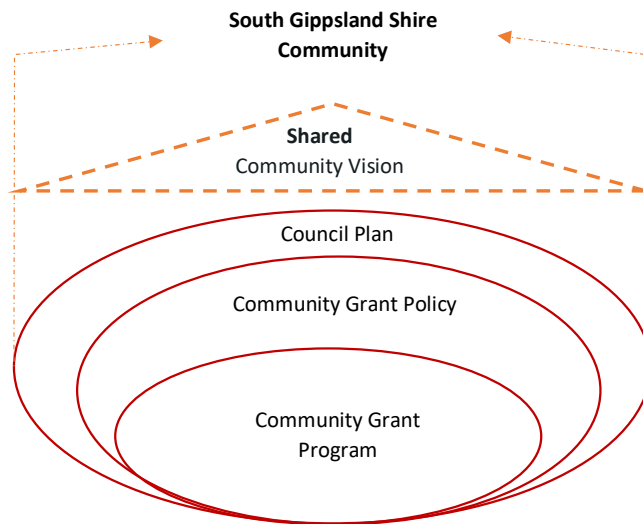 South Gippsland Shire
Community
Shared
Community Vision
Council Plan
Community Grant Policy
Community Grant
Program